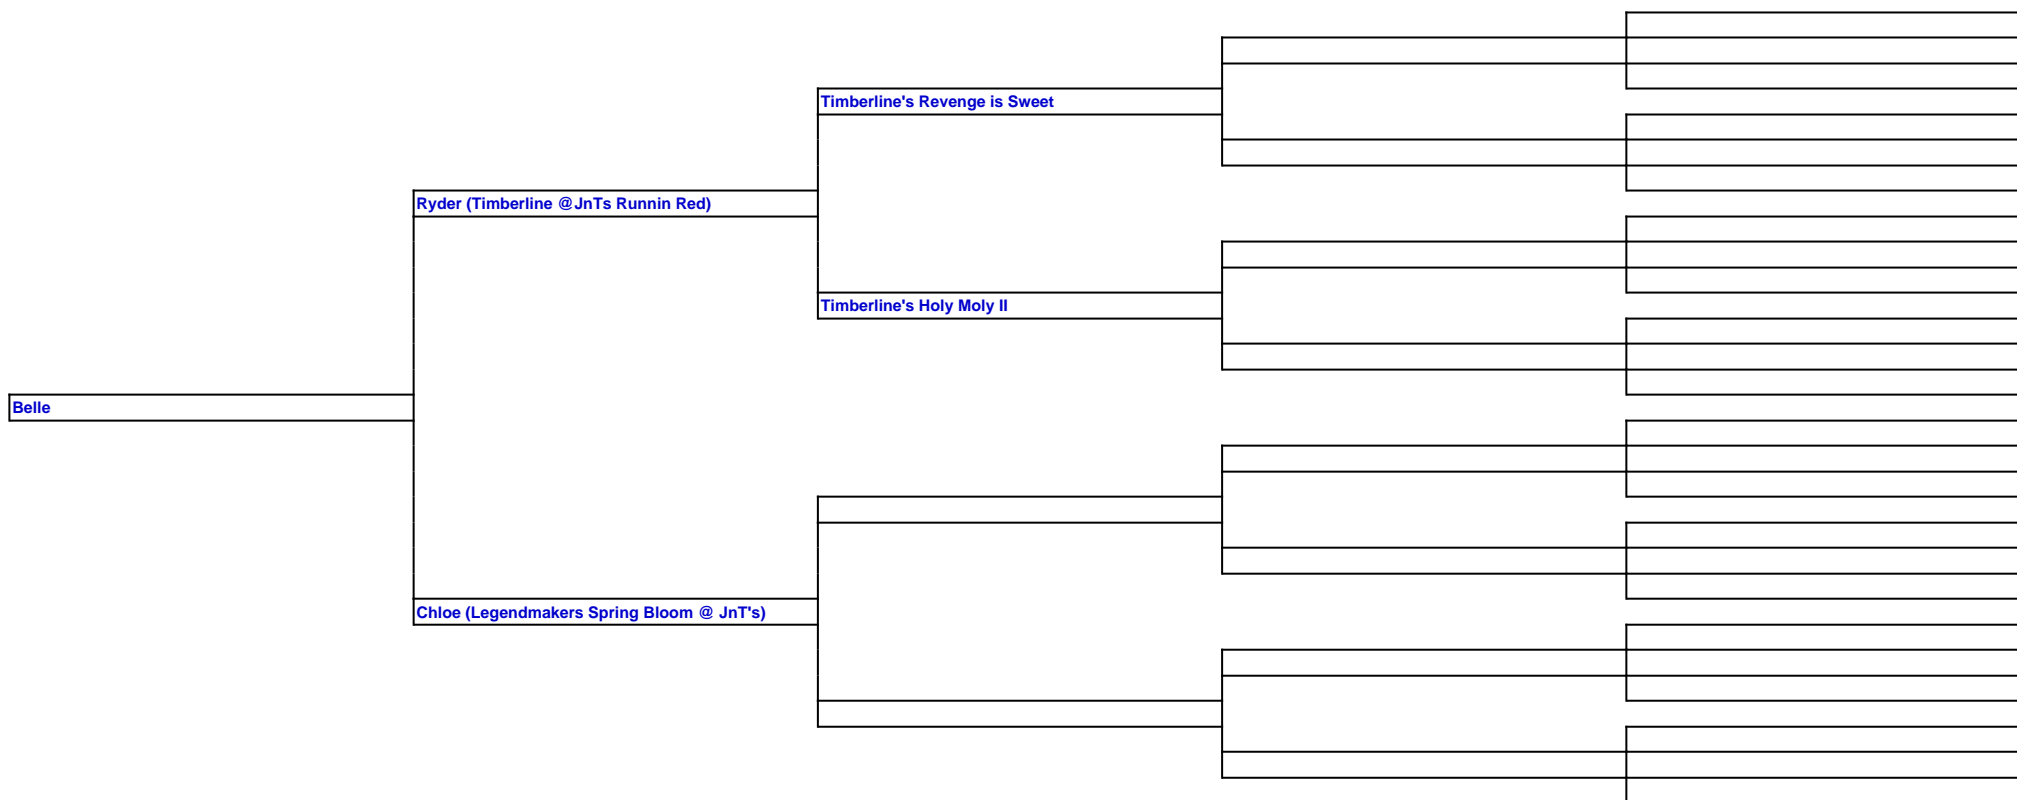 Timberline's Revenge is Sweet
Ryder (Timberline @JnTs Runnin Red)
Timberline's Holy Moly II
Belle
Chloe (Legendmakers Spring Bloom @ JnT's)